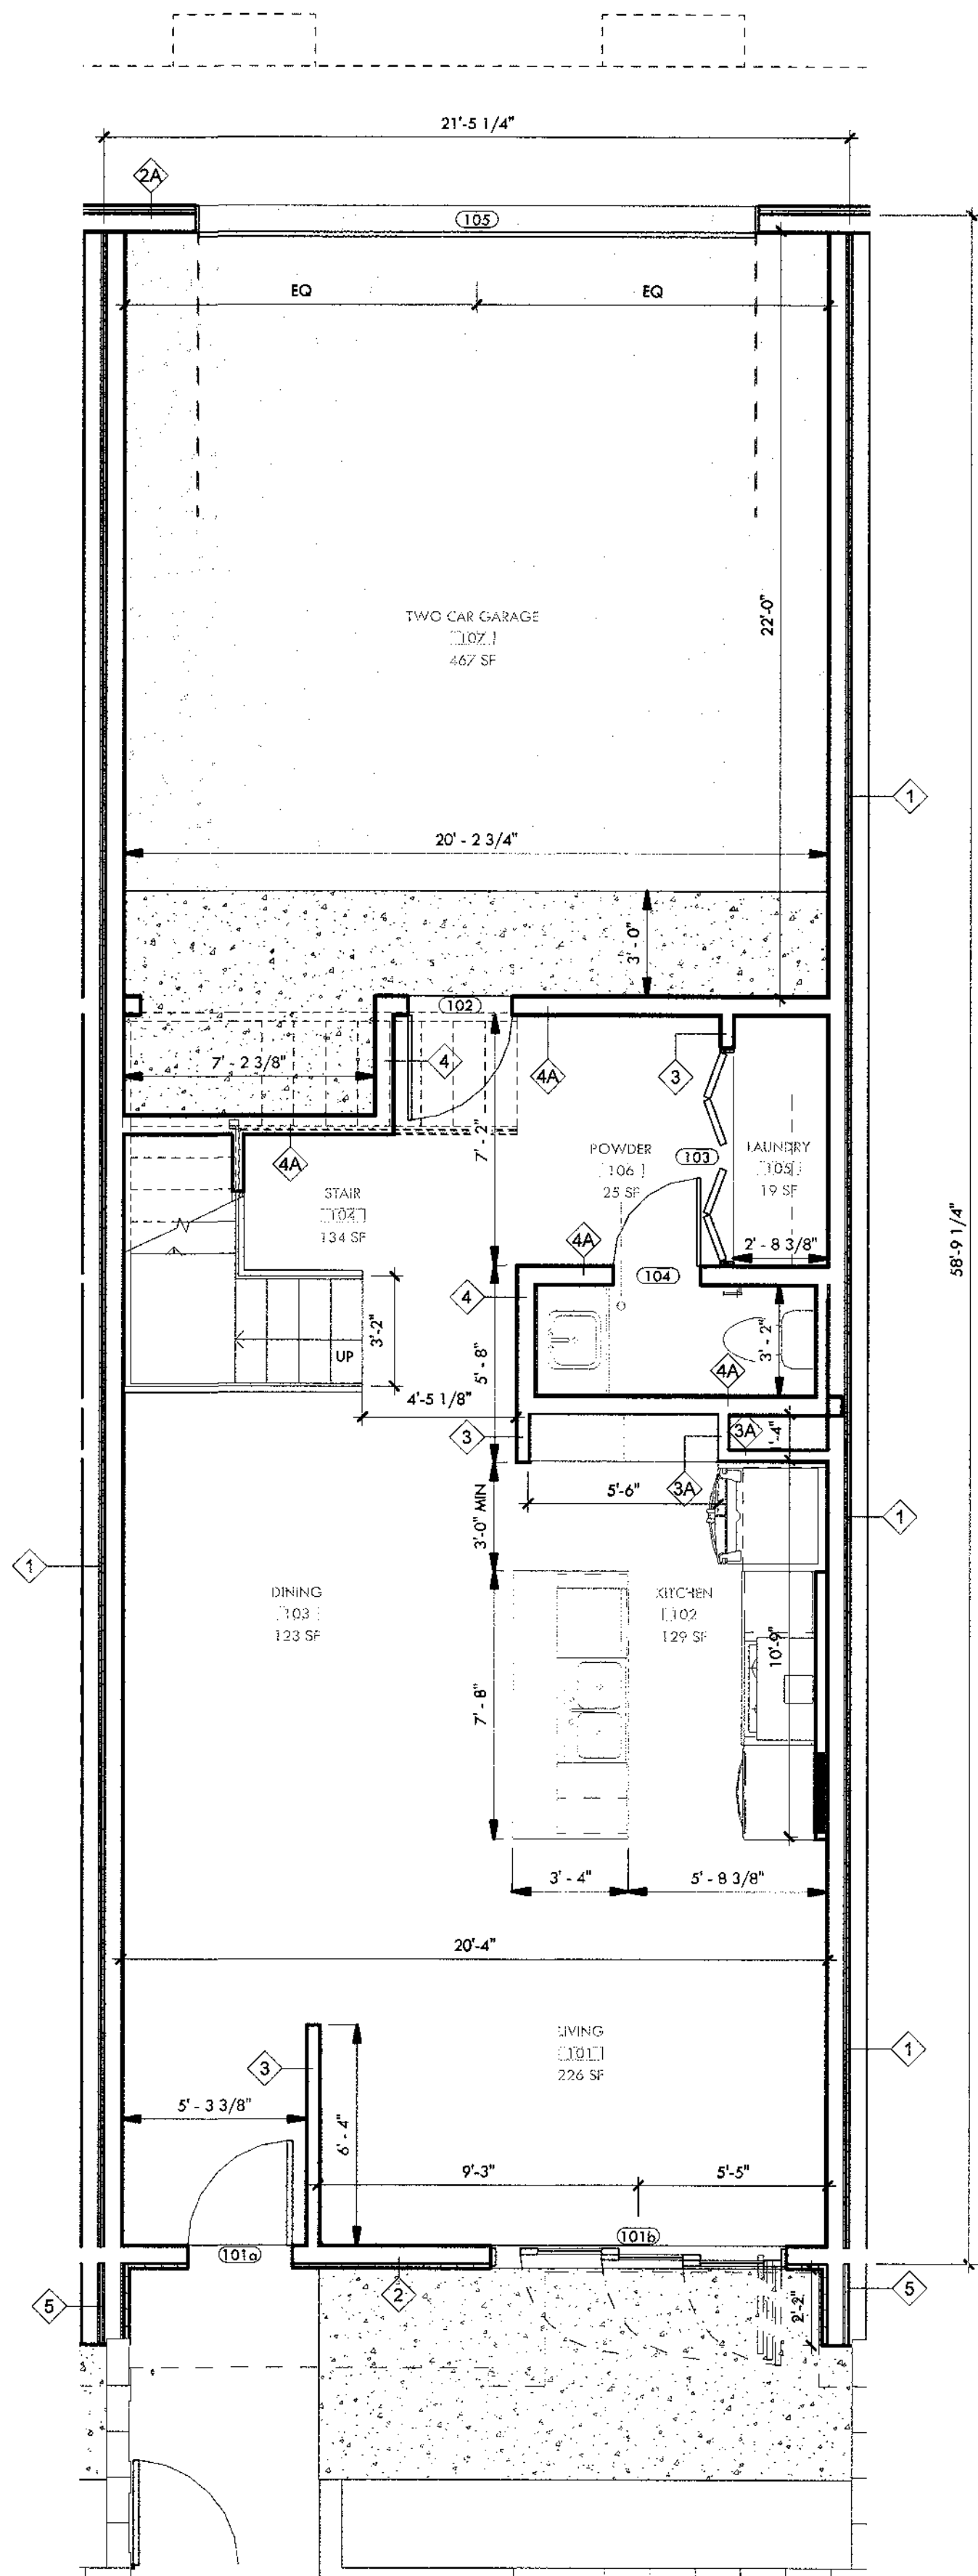 21'-5 1/4"
2A
105
EQ
EQ
TWO CAR GARAGE
107
467 SF
22'-0"
1
20' - 2 3/4"
3' - 0"
102
7' - 2 3/8"
4
4A
3
7' - 2"
4A
POWDER
106
25 SF
103
LAUNDRY
105
19 SF
STAIR
104
134 SF
58'-9 1/4"
4A
2' - 8 3/8"
104
4
3'-2"
UP
5' - 8"
3' - 2"
4A
4'-5 1/8"
3
3A
1'-4"
3A
5'-6"
3'-0" MIN
1
1
DINING
103
123 SF
KITCHEN
102
129 SF
10'-9"
7' - 8"
3' - 4"
5' - 8 3/8"
20'-4"
LIVING
101
226 SF
1
3
5' - 3 3/8"
6' - 4"
9'-3"
5'-5"
101a
101b
2
5
5
2'-2"